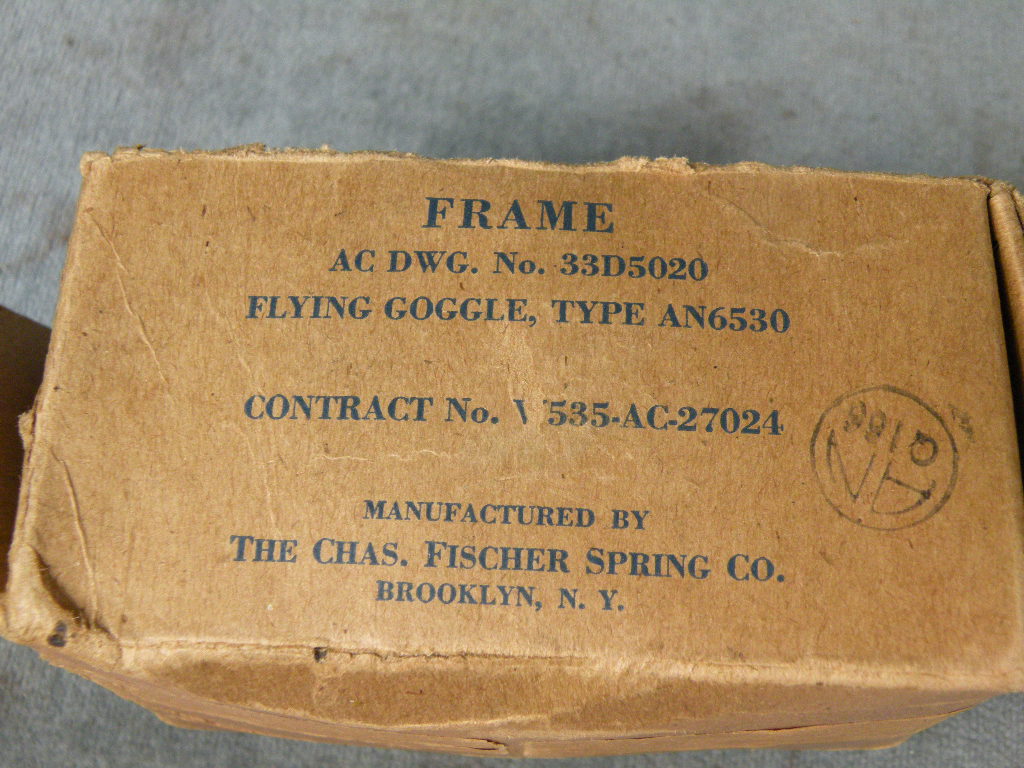 FRAME
AC DWG. No. 33D5020
FLYING GOGGLE, TYPE AN6530
CONTRACT No. 535-AC-27024
MANUFACTURED BY
THE CHAS. FISCHER SPRING CO.
BROOKLYN, N. Y.